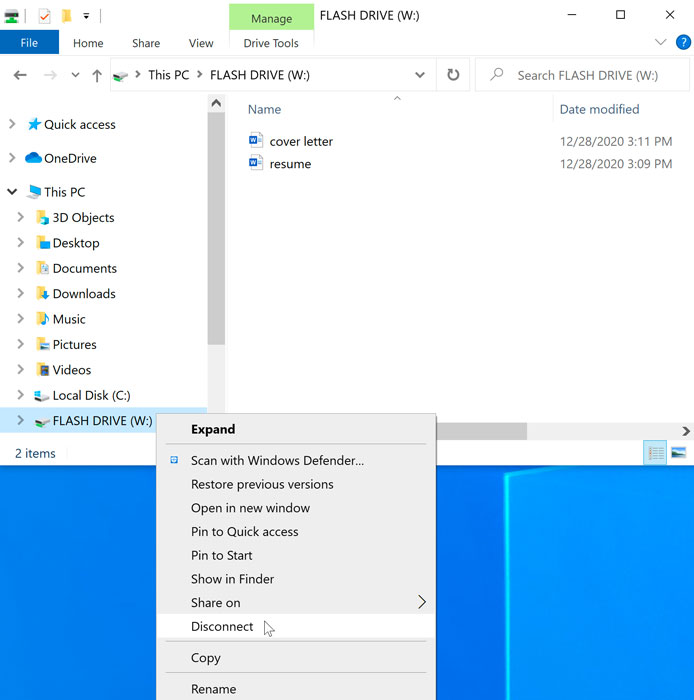 Manage
FLASH DRIVE (W:)
File
Home
Share
View
Drive Tools
?
This PC
FLASH DRIVE (W:)
Search FLASH DRIVE (W:)
Quick access
OneDrive
This PC
3D Objects
Desktop
Documents
Downloads
Music
Pictures
Videos
Local Disk (C:)
FLASH DRIVE (W:)
Name
Date modified
cover letter
12/28/2020 3:11 PM
resume
12/28/2020 3:09 PM
2 items
Expand
Scan with Windows Defender...
Restore previous versions
Open in new window
Pin to Quick access
Pin to Start
Show in Finder
Share on
Disconnect
Copy
Rename